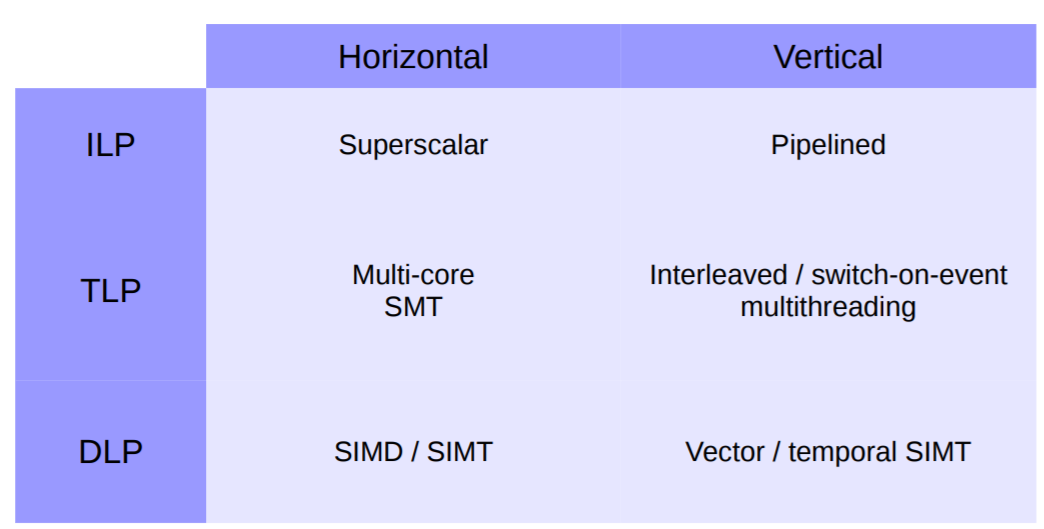 Horizontal Vertical
ILP Superscalar Pipelined
TLP Multi-core Interleaved / switch-on-event
SMT multithreading
DLP SIMD / SIMT Vector / temporal SIMT